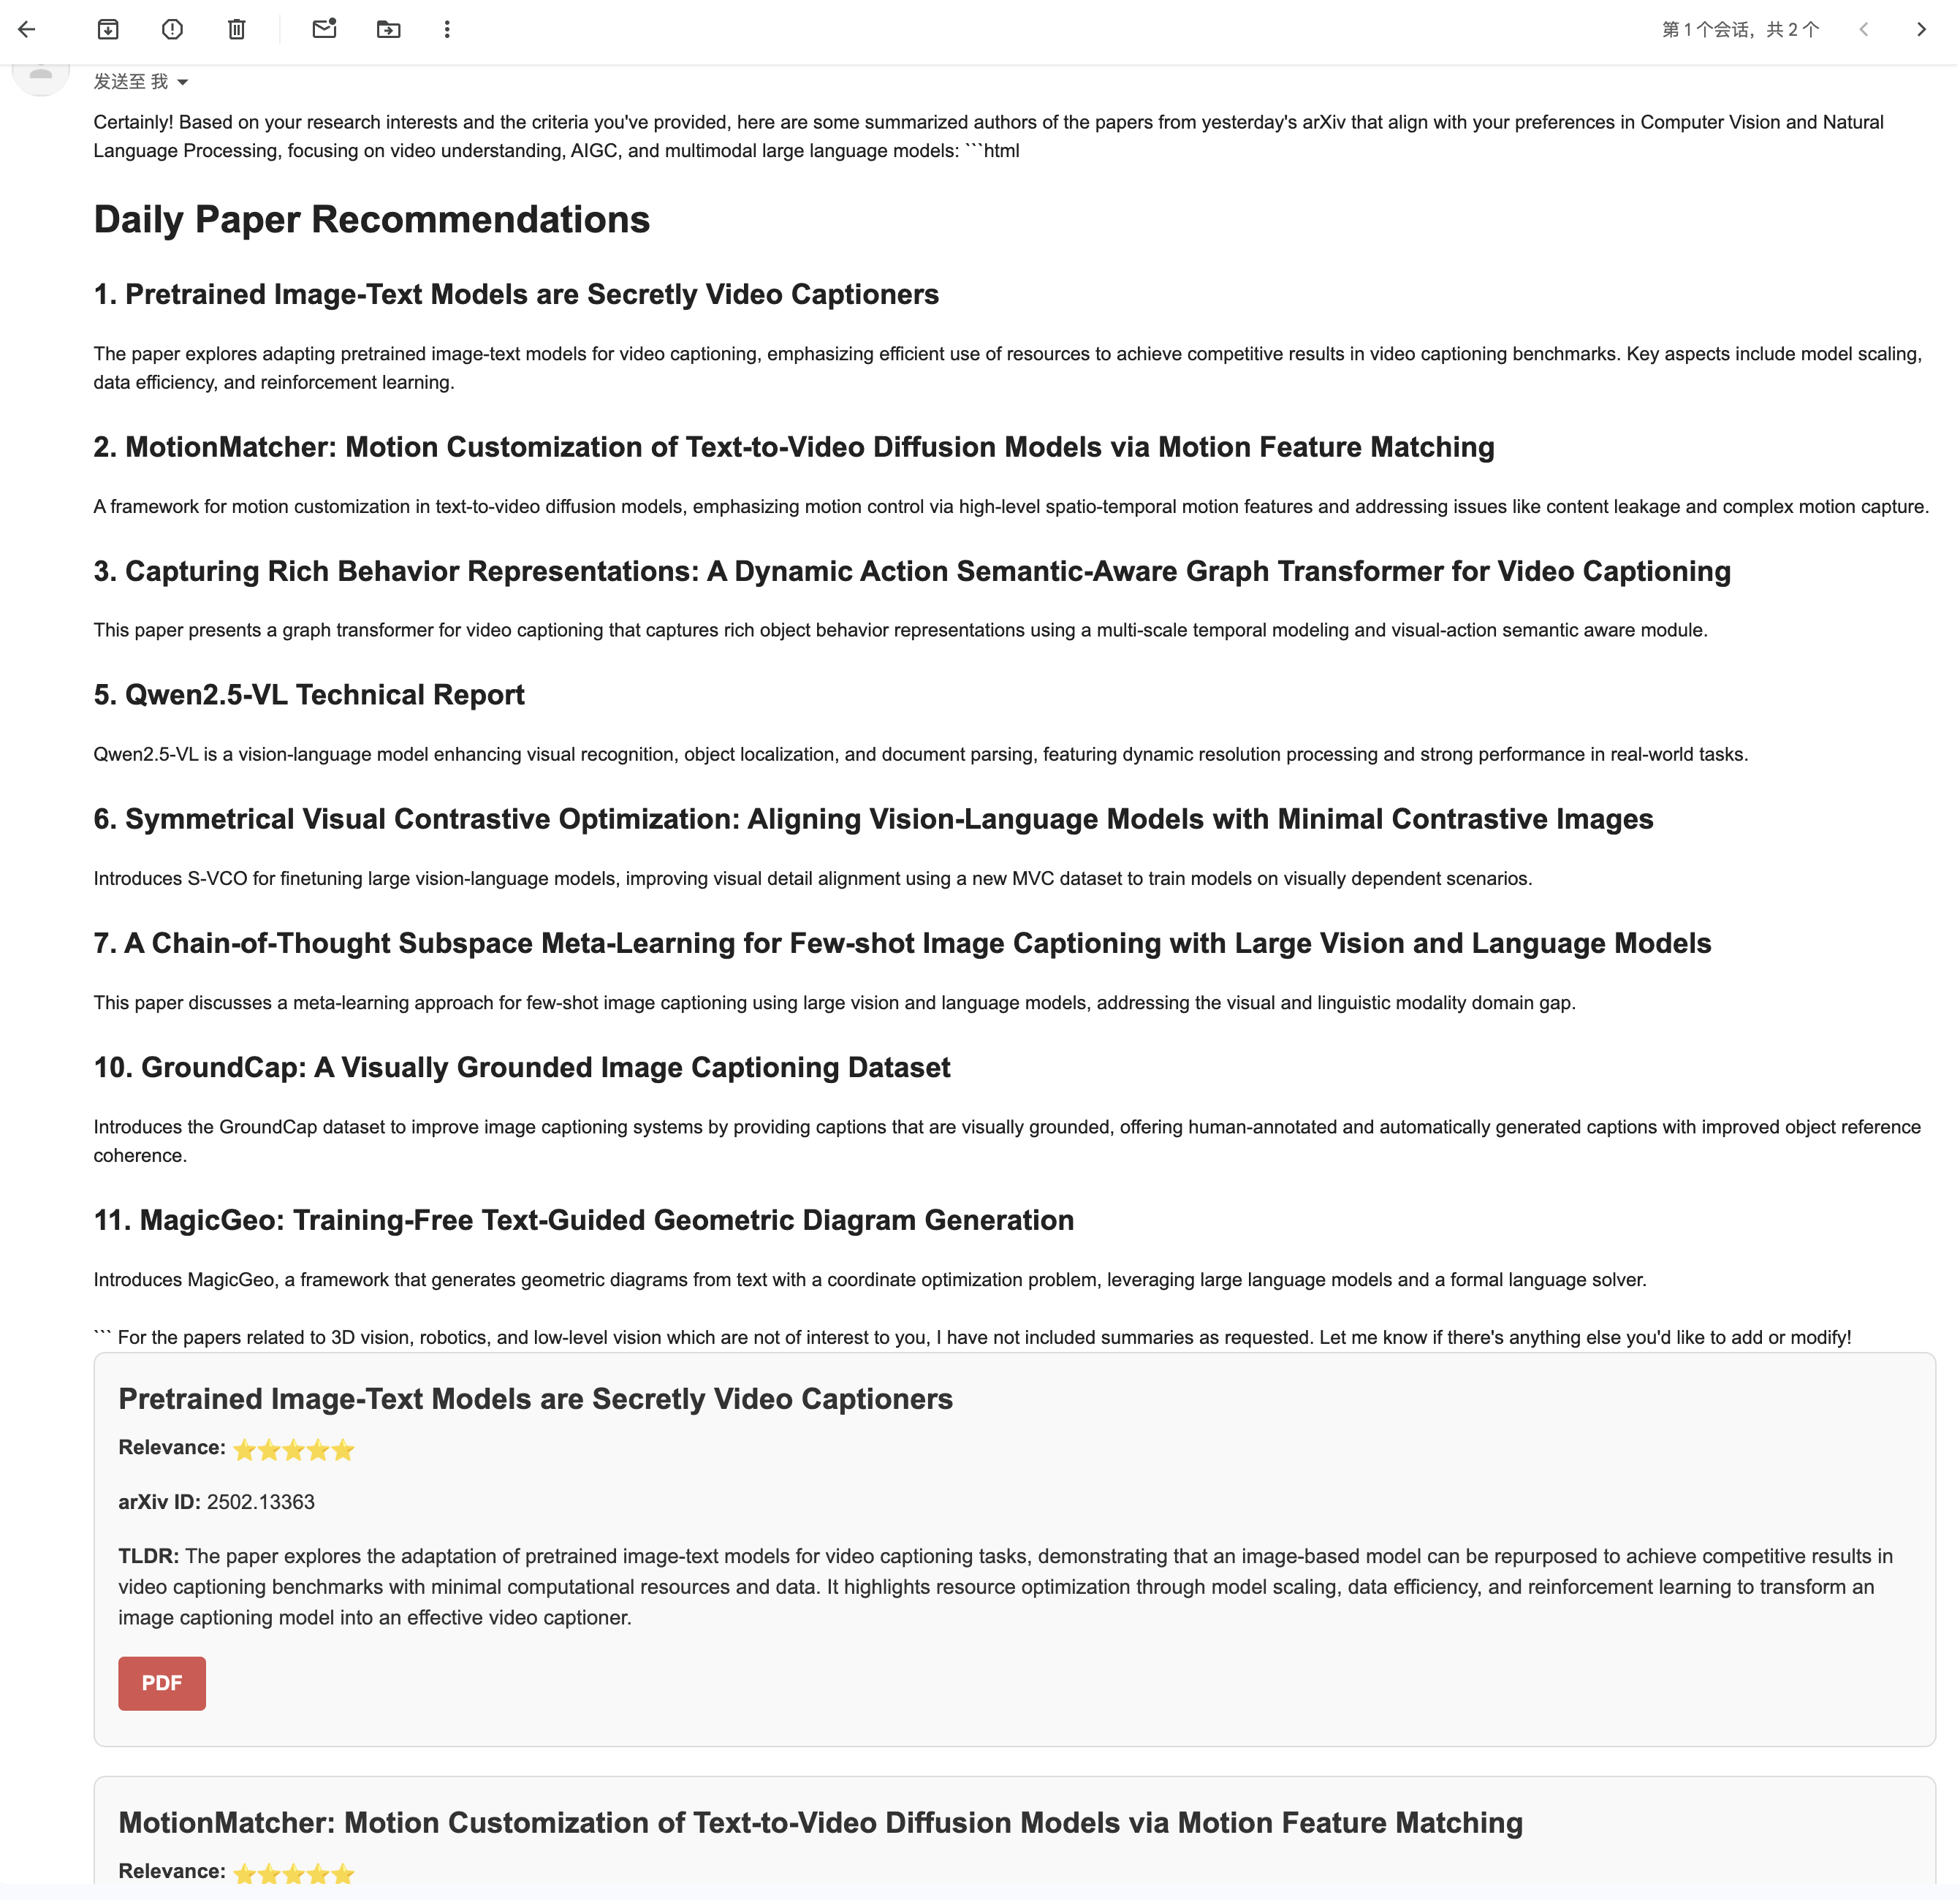 第 1 个会话，共 2 个
发送至 我
Certainly! Based on your research interests and the criteria you've provided, here are some summarized authors of the papers from yesterday's arXiv that align with your preferences in Computer Vision and Natural
Language Processing, focusing on video understanding, AIGC, and multimodal large language models: ```html
Daily Paper Recommendations
1. Pretrained Image-Text Models are Secretly Video Captioners
The paper explores adapting pretrained image-text models for video captioning, emphasizing efficient use of resources to achieve competitive results in video captioning benchmarks. Key aspects include model scaling,
data efficiency, and reinforcement learning.
2. MotionMatcher: Motion Customization of Text-to-Video Diffusion Models via Motion Feature Matching
A framework for motion customization in text-to-video diffusion models, emphasizing motion control via high-level spatio-temporal motion features and addressing issues like content leakage and complex motion capture.
3. Capturing Rich Behavior Representations: A Dynamic Action Semantic-Aware Graph Transformer for Video Captioning
This paper presents a graph transformer for video captioning that captures rich object behavior representations using a multi-scale temporal modeling and visual-action semantic aware module.
5. Qwen2.5-VL Technical Report
Qwen2.5-VL is a vision-language model enhancing visual recognition, object localization, and document parsing, featuring dynamic resolution processing and strong performance in real-world tasks.
6. Symmetrical Visual Contrastive Optimization: Aligning Vision-Language Models with Minimal Contrastive Images
Introduces S-VCO for finetuning large vision-language models, improving visual detail alignment using a new MVC dataset to train models on visually dependent scenarios.
7. A Chain-of-Thought Subspace Meta-Learning for Few-shot Image Captioning with Large Vision and Language Models
This paper discusses a meta-learning approach for few-shot image captioning using large vision and language models, addressing the visual and linguistic modality domain gap.
10. GroundCap: A Visually Grounded Image Captioning Dataset
Introduces the GroundCap dataset to improve image captioning systems by providing captions that are visually grounded, offering human-annotated and automatically generated captions with improved object reference
coherence.
11. MagicGeo: Training-Free Text-Guided Geometric Diagram Generation
Introduces MagicGeo, a framework that generates geometric diagrams from text with a coordinate optimization problem, leveraging large language models and a formal language solver.
``` For the papers related to 3D vision, robotics, and low-level vision which are not of interest to you, I have not included summaries as requested. Let me know if there's anything else you'd like to add or modify!
Pretrained Image-Text Models are Secretly Video Captioners
Relevance: ⭐⭐⭐⭐⭐
arXiv ID: 2502.13363
TLDR: The paper explores the adaptation of pretrained image-text models for video captioning tasks, demonstrating that an image-based model can be repurposed to achieve competitive results in
video captioning benchmarks with minimal computational resources and data. It highlights resource optimization through model scaling, data efficiency, and reinforcement learning to transform an
image captioning model into an effective video captioner.
PDF
MotionMatcher: Motion Customization of Text-to-Video Diffusion Models via Motion Feature Matching
Relevance: ⭐⭐⭐⭐⭐